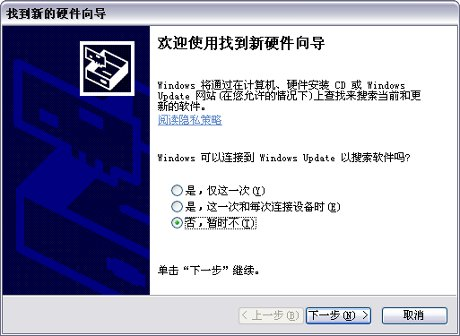 找到新的硬件向导
欢迎使用找到新硬件向导
Windows 将通过在计算机、硬件安装 CD 或 Windows
Update 网站(在您允许的情况下)上查找来搜索当前和更
新的软件。
阅读隐私策略
Windows 可以连接到 Windows Update 以搜索软件吗?
是，仅这一次(Y)
是，这一次和每次连接设备时(E)
否，暂时不(T)
单击“下一步”继续。
< 上一步(B) 下一步(N) > 取消